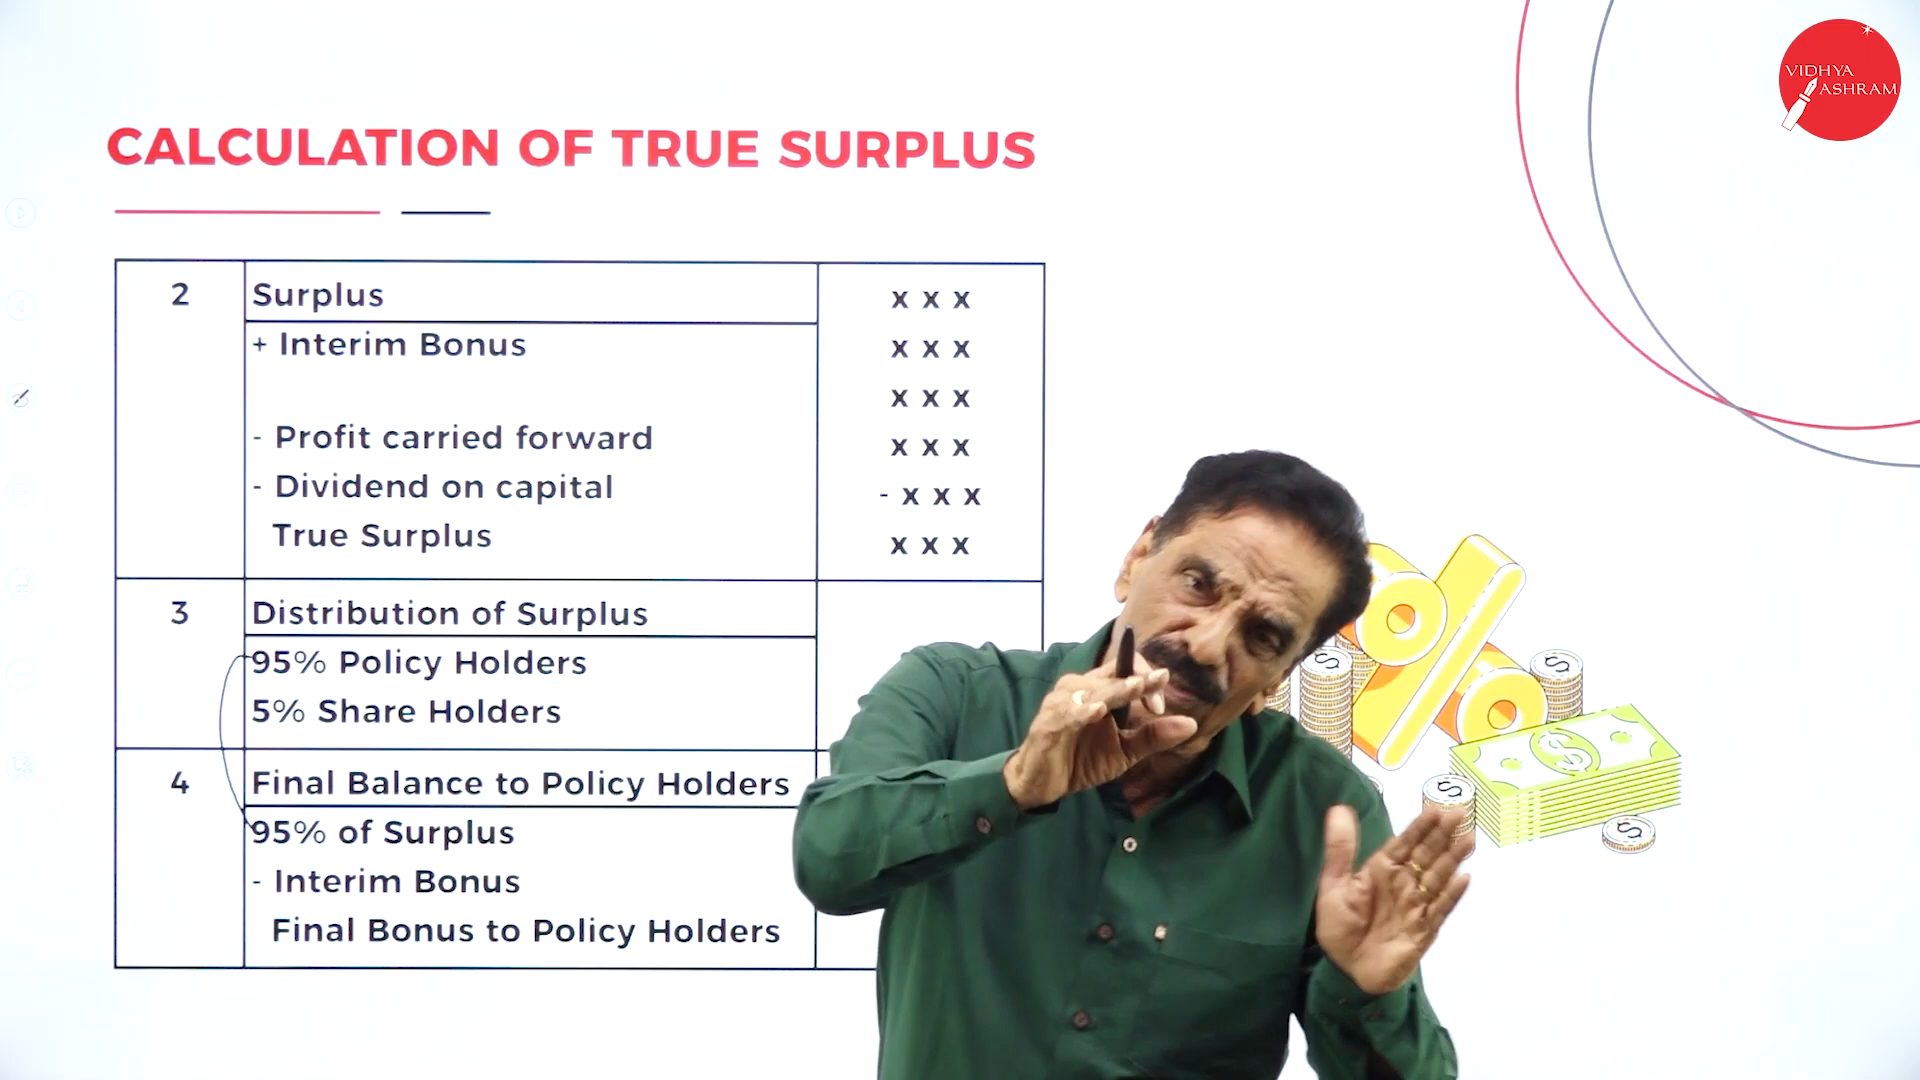 VIDHYA
ASHRAM
CALCULATION OF TRUE SURPLUS
2 Surplus x x x
+ Interim Bonus x x x
x x x
- Profit carried forward x x x
- Dividend on capital - x x x
True Surplus x x x
3 Distribution of Surplus
95% Policy Holders
5% Share Holders
4 Final Balance to Policy Holders
95% of Surplus
- Interim Bonus
Final Bonus to Policy Holders